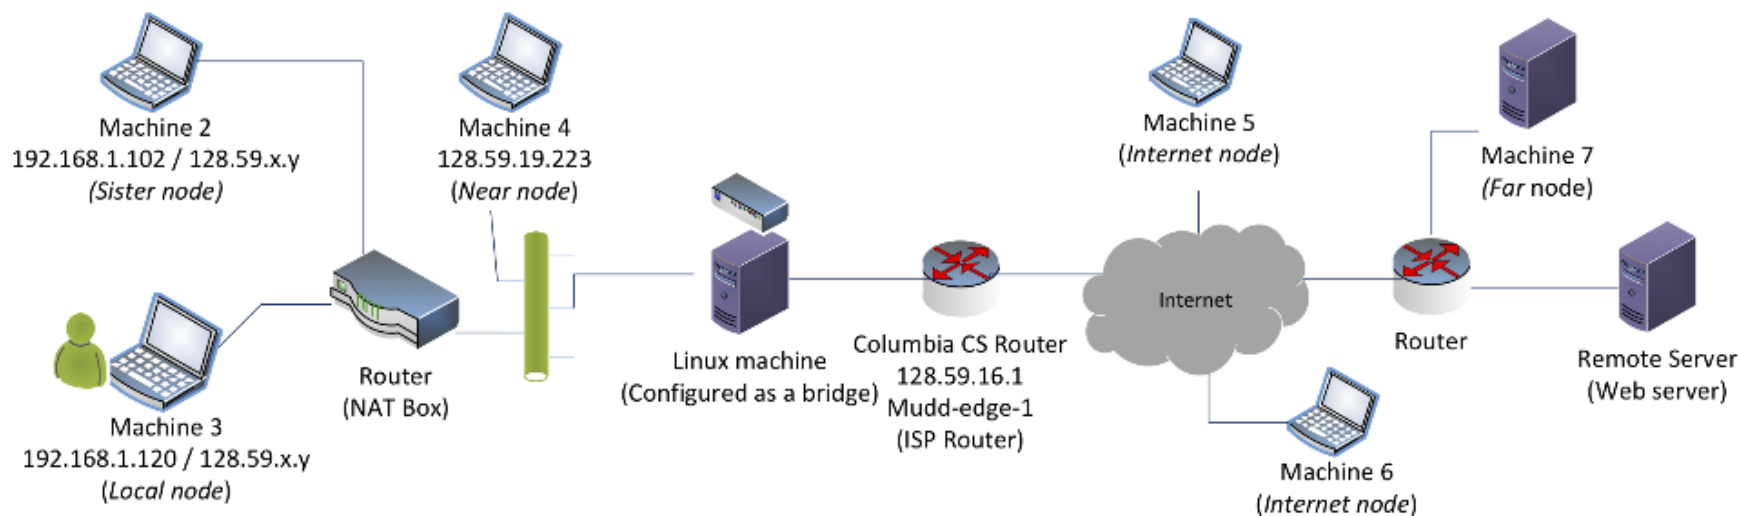 Machine 2
192.168.1.102 / 128.59.x.y
(Sister node)
Machine 4
128.59.19.223
(Near node)
Machine 5
(Internet node)
Machine 7
(Far node)
Machine 3
192.168.1.120 / 128.59.x.y
(Local node)
Router
(NAT Box)
Linux machine
(Configured as a bridge)
Columbia CS Router
128.59.16.1
Mudd-edge-1
(ISP Router)
Internet
Router
Remote Server
(Web server)
Machine 6
(Internet node)